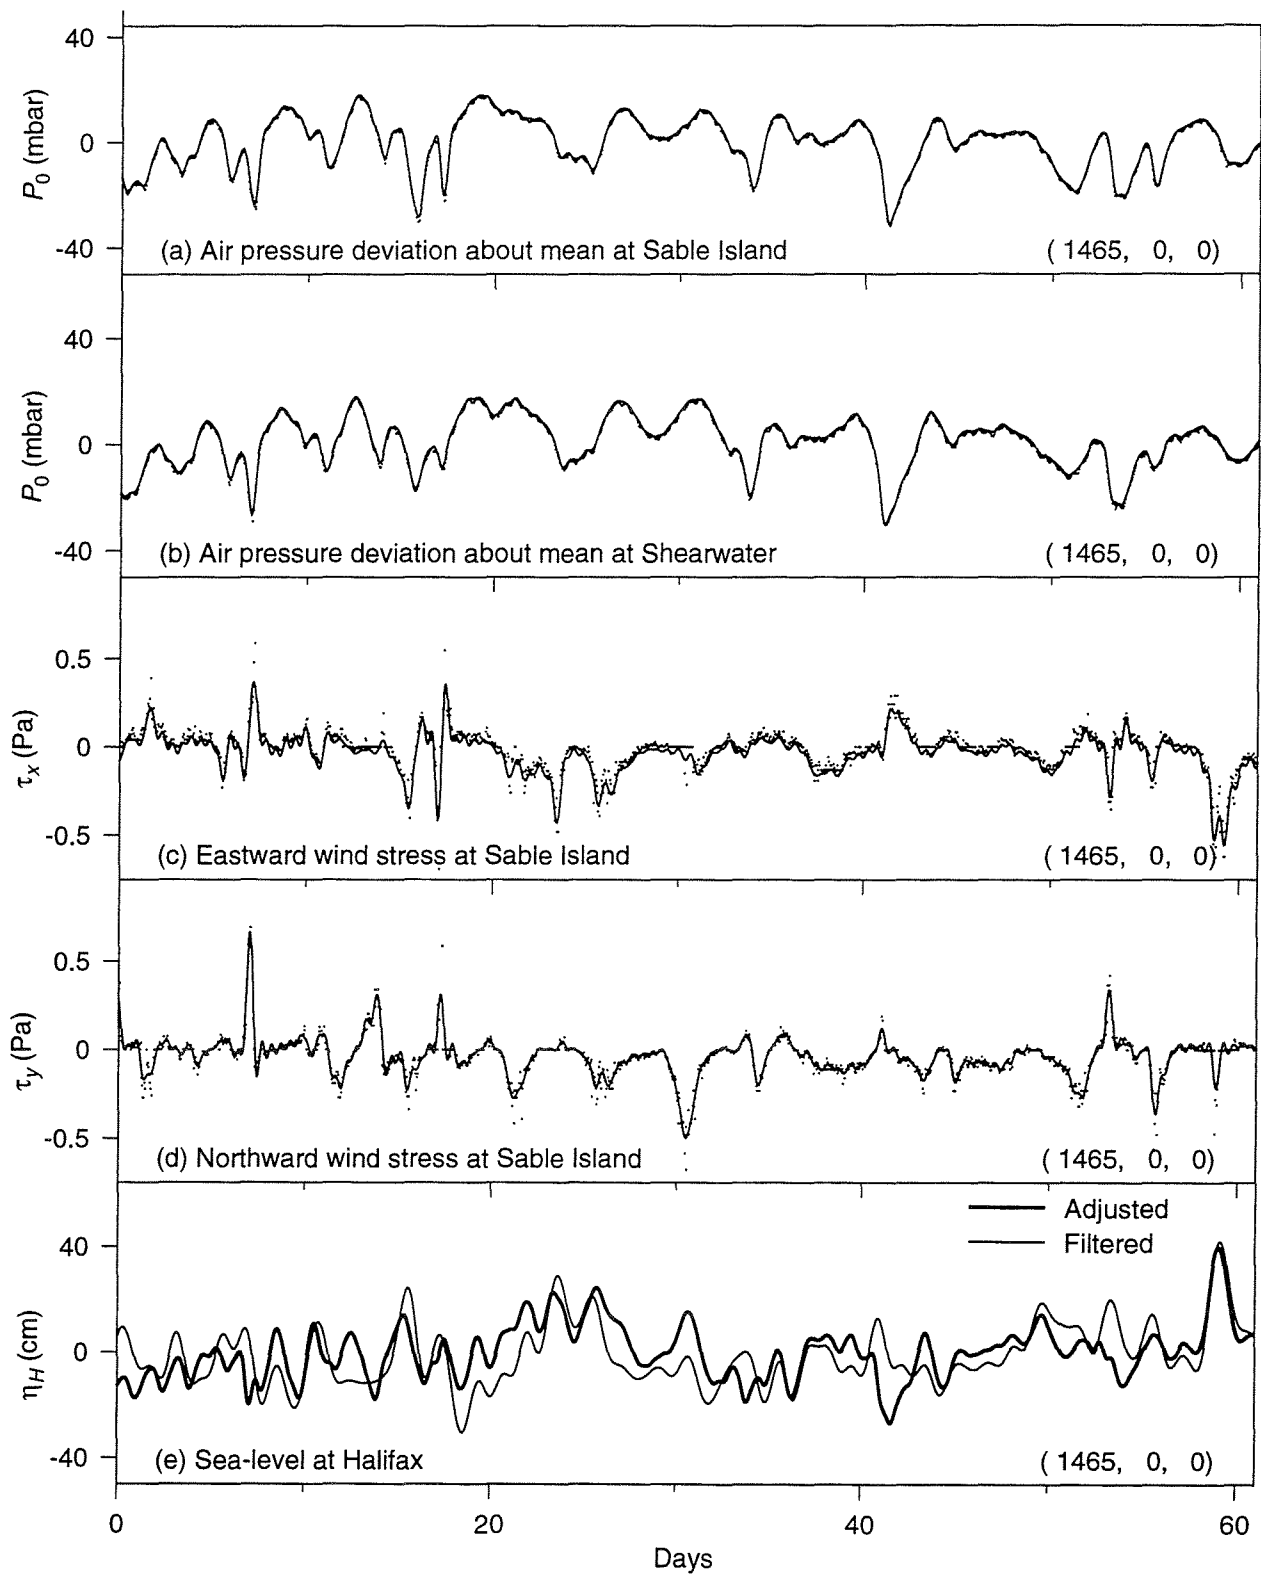 40
0
-40
P0 (mbar)
(a) Air pressure deviation about mean at Sable Island
( 1465, 0, 0)
40
0
-40
P0 (mbar)
(b) Air pressure deviation about mean at Shearwater
( 1465, 0, 0)
0.5
0
-0.5
τx (Pa)
(c) Eastward wind stress at Sable Island
( 1465, 0, 0)
0.5
0
-0.5
τy (Pa)
(d) Northward wind stress at Sable Island
( 1465, 0, 0)
Adjusted
Filtered
40
0
-40
ηH (cm)
(e) Sea-level at Halifax
( 1465, 0, 0)
0 20 40 60
Days